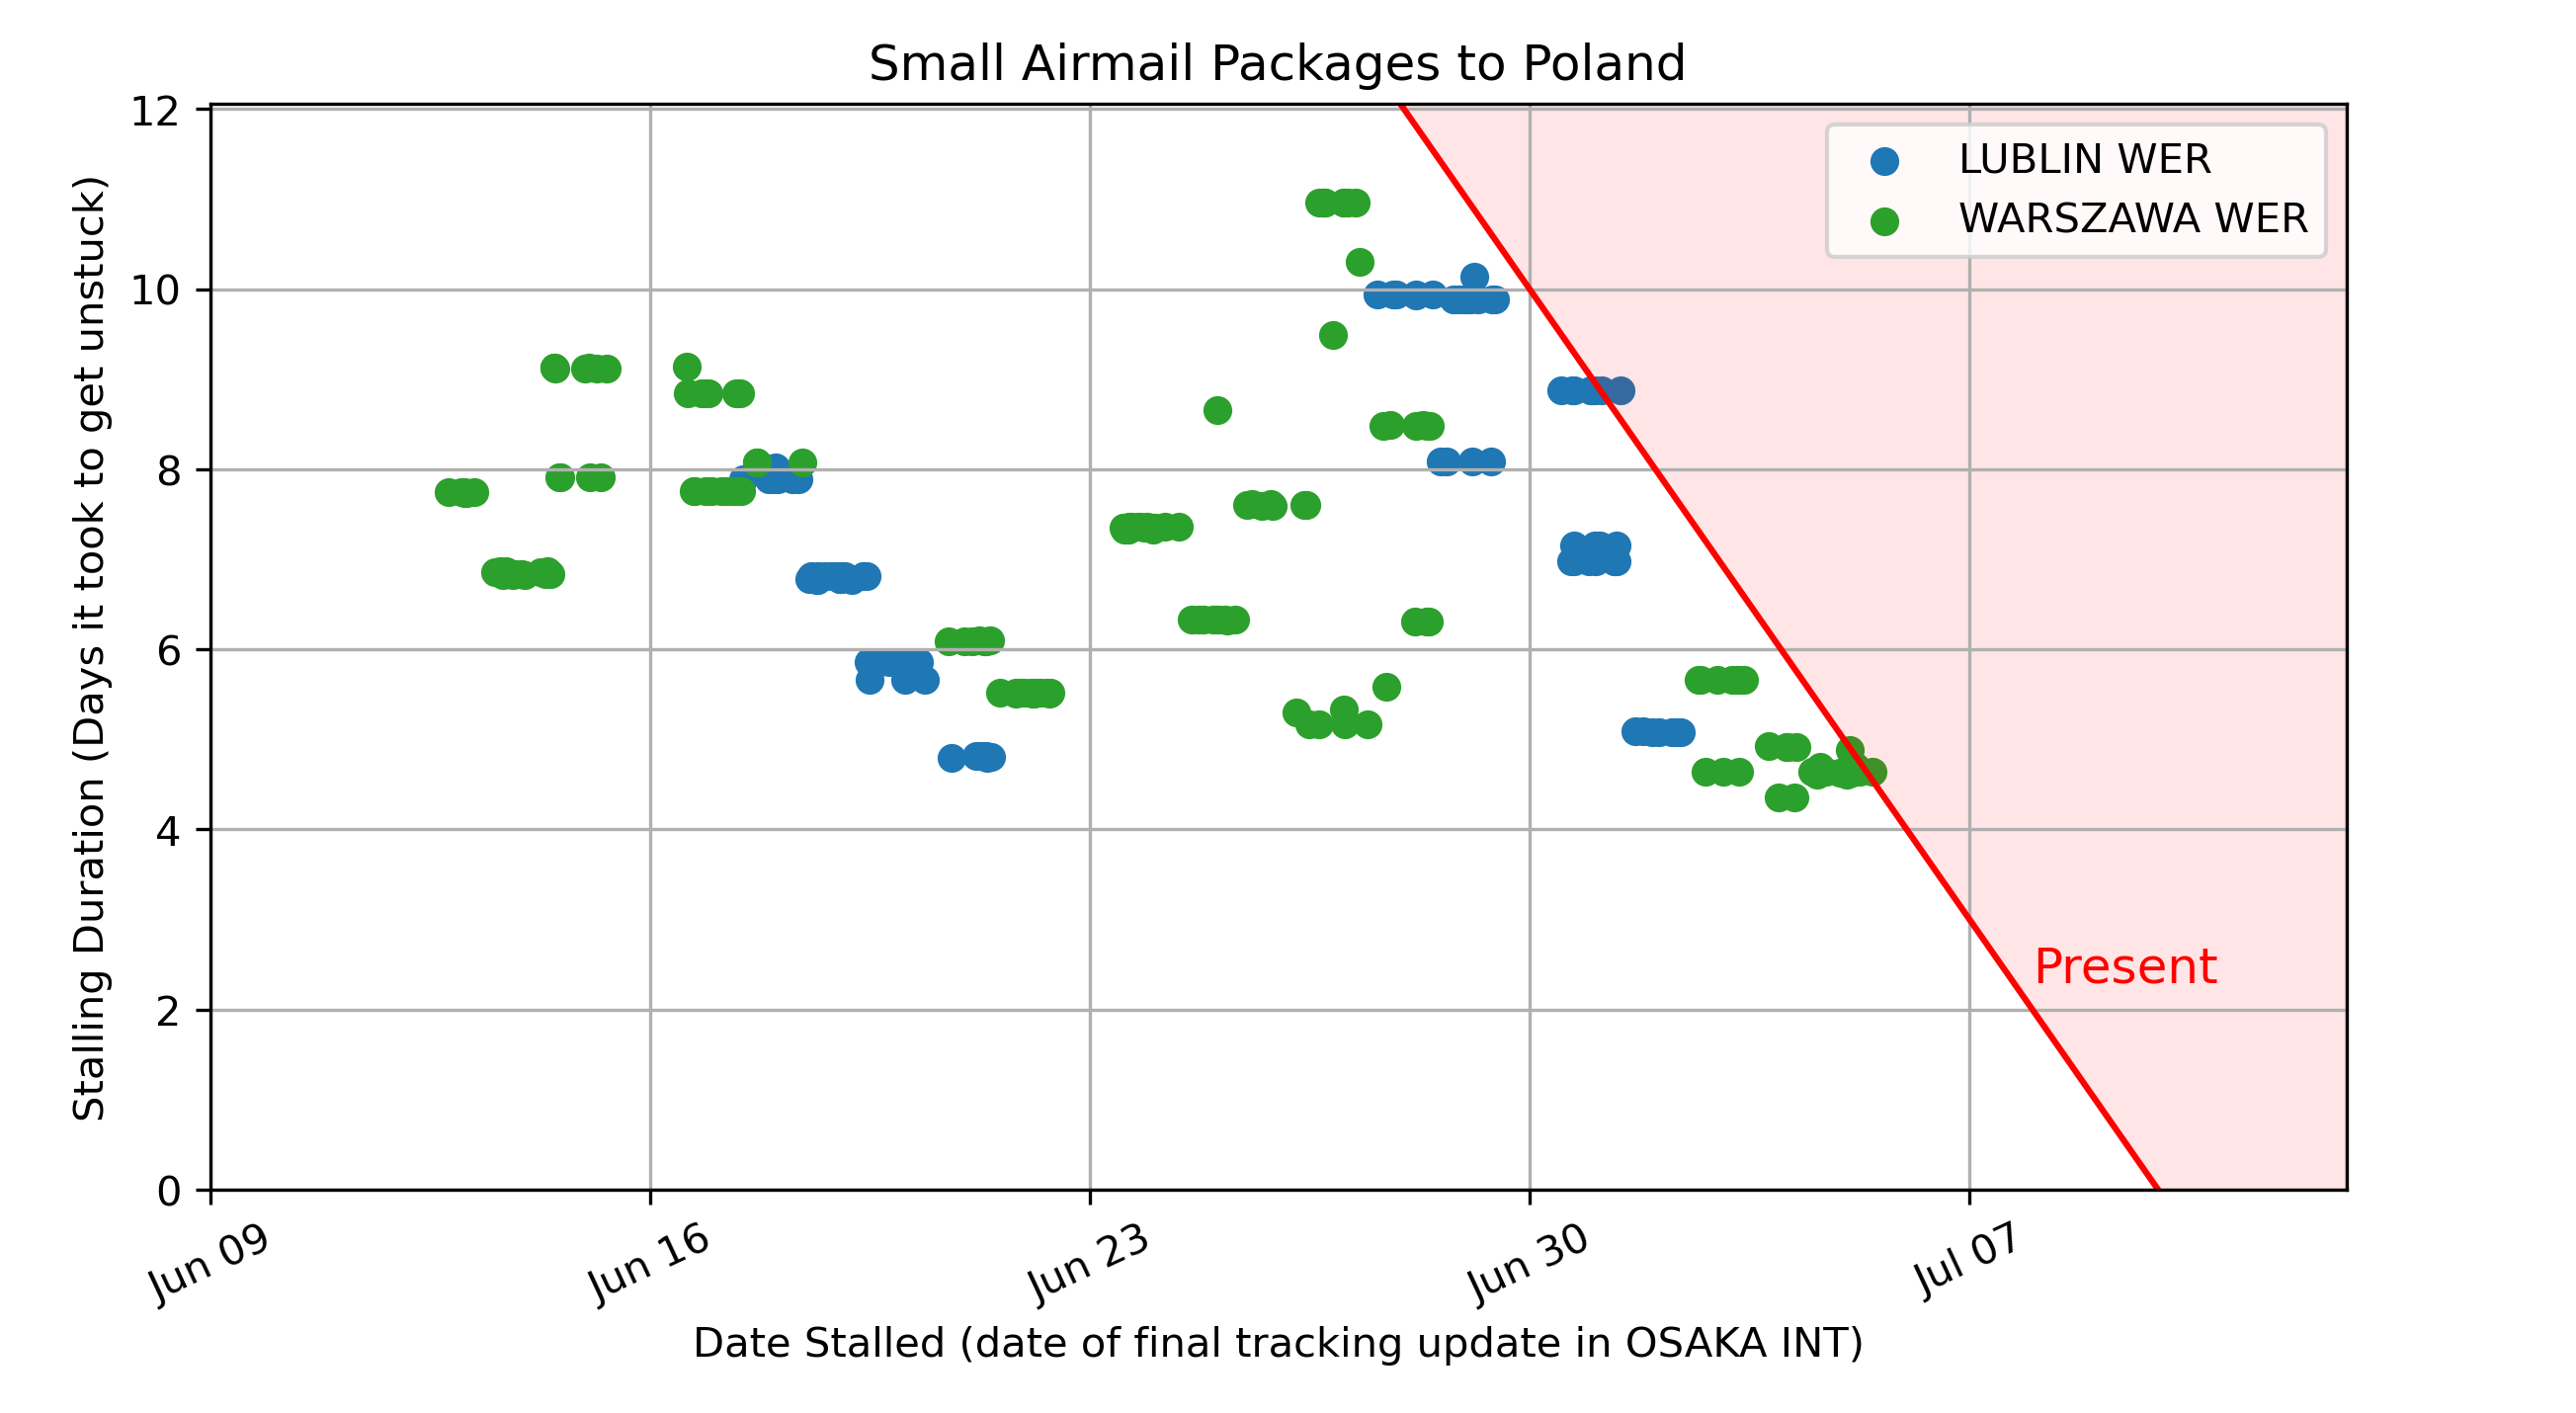 Small Airmail Packages to Poland
Stalling Duration (Days it took to get unstuck)
12
10
8
6
4
2
0
LUBLIN WER
WARSZAWA WER
Present
Jun 09
Jun 16
Jun 23
Jun 30
Jul 07
Date Stalled (date of final tracking update in OSAKA INT)